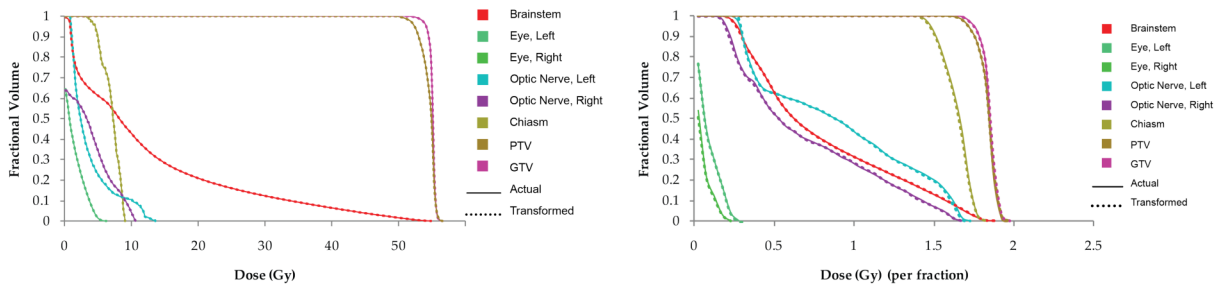 Fractional Volume
1
0.9
0.8
0.7
0.6
0.5
0.4
0.3
0.2
0.1
0
0 10 20 30 40 50
Dose (Gy)
Brainstem
Eye, Left
Eye, Right
Optic Nerve, Left
Optic Nerve, Right
Chiasm
PTV
GTV
Actual
Transformed
Fractional Volume
1
0.9
0.8
0.7
0.6
0.5
0.4
0.3
0.2
0.1
0
0 0.5 1 1.5 2 2.5
Dose (Gy) (per fraction)
Brainstem
Eye, Left
Eye, Right
Optic Nerve, Left
Optic Nerve, Right
Chiasm
PTV
GTV
Actual
Transformed